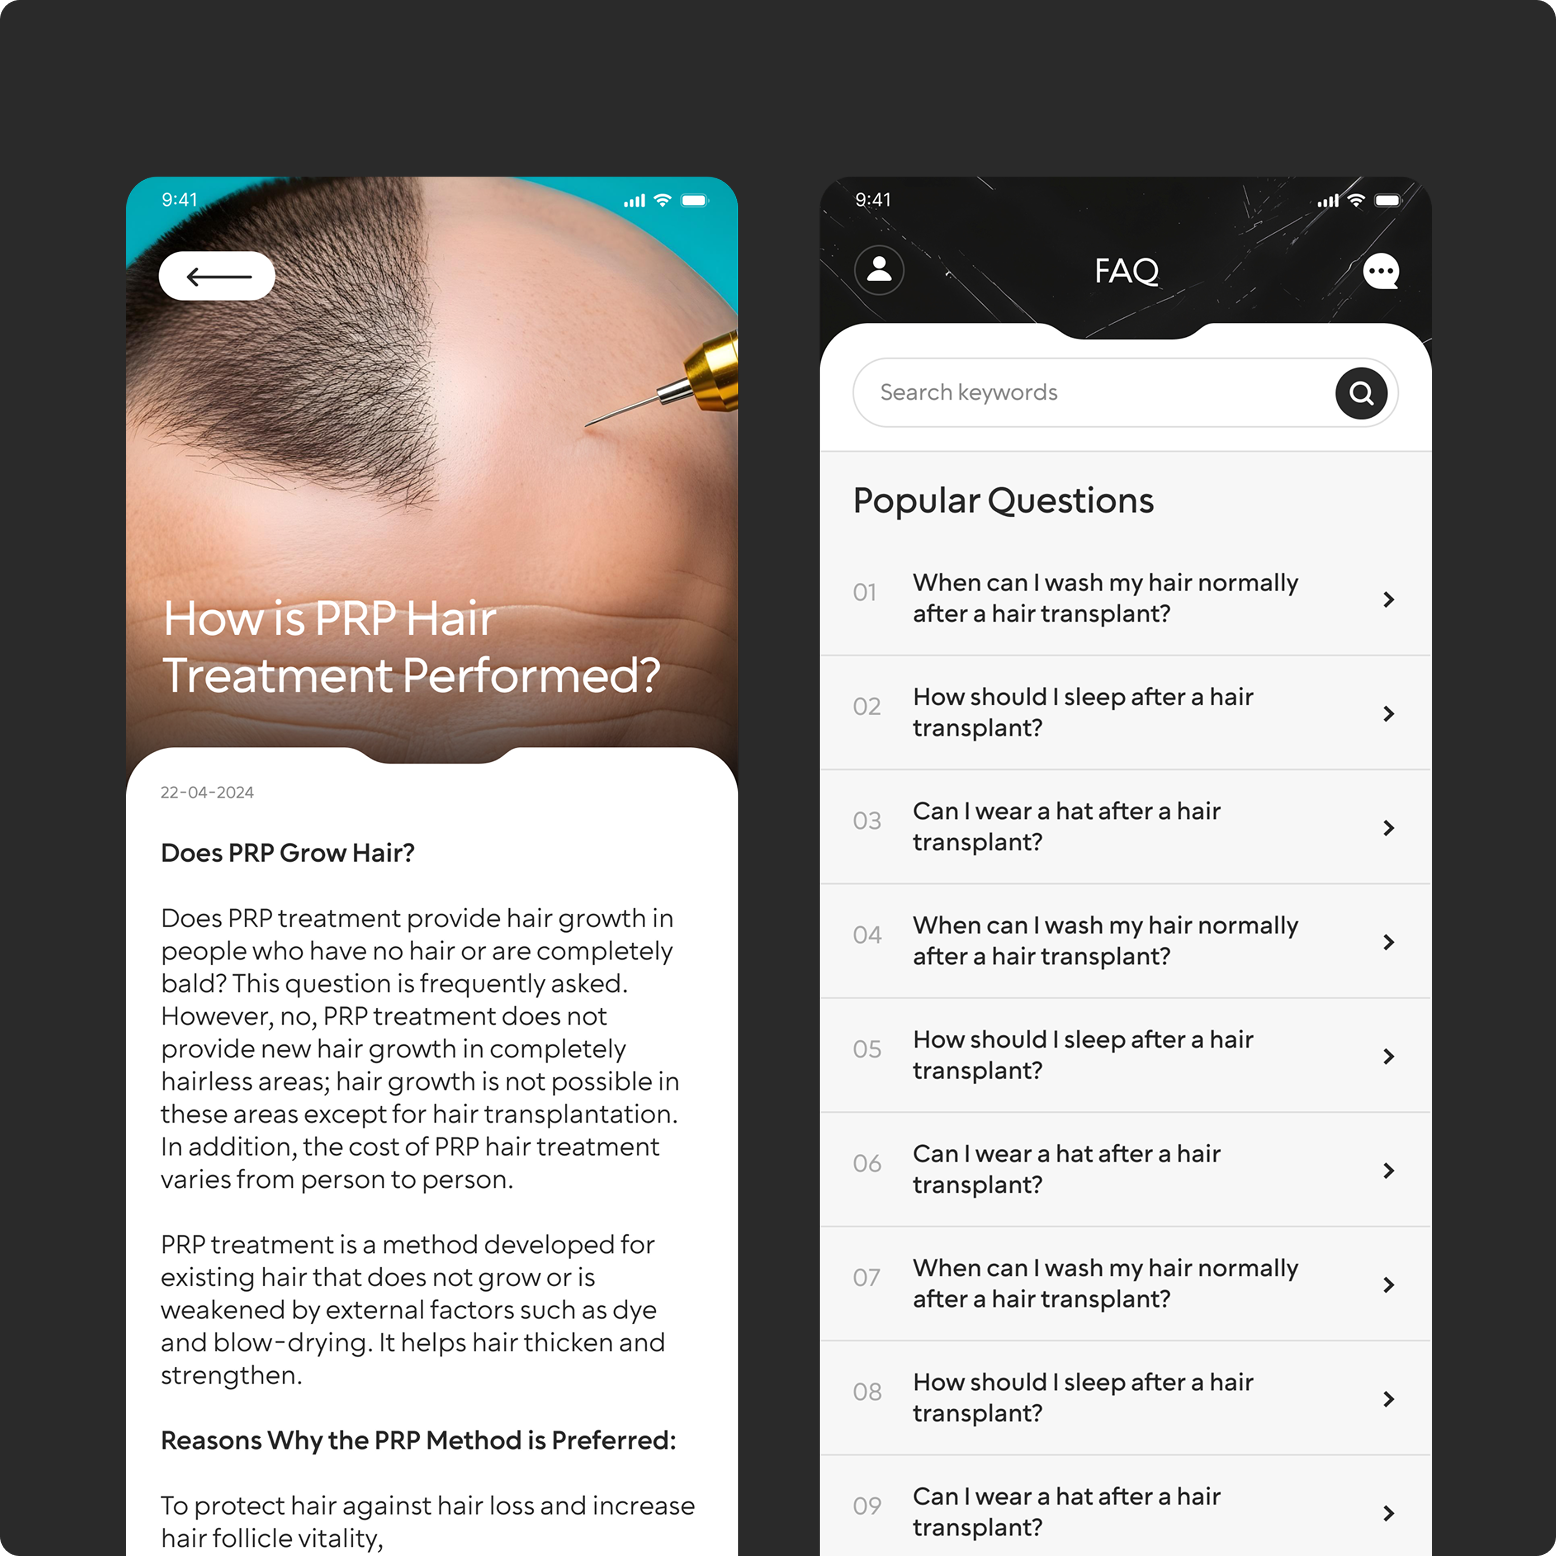 9:41
How is PRP Hair
Treatment Performed?
22-04-2024
Does PRP Grow Hair?
Does PRP treatment provide hair growth in
people who have no hair or are completely
bald? This question is frequently asked.
However, no, PRP treatment does not
provide new hair growth in completely
hairless areas; hair growth is not possible in
these areas except for hair transplantation.
In addition, the cost of PRP hair treatment
varies from person to person.
PRP treatment is a method developed for
existing hair that does not grow or is
weakened by external factors such as dye
and blow-drying. It helps hair thicken and
strengthen.
Reasons Why the PRP Method is Preferred:
To protect hair against hair loss and increase
hair follicle vitality,
9:41
FAQ
Search keywords
Popular Questions
01
When can I wash my hair normally
after a hair transplant?
02
How should I sleep after a hair
transplant?
03
Can I wear a hat after a hair
transplant?
04
When can I wash my hair normally
after a hair transplant?
05
How should I sleep after a hair
transplant?
06
Can I wear a hat after a hair
transplant?
07
When can I wash my hair normally
after a hair transplant?
08
How should I sleep after a hair
transplant?
09
Can I wear a hat after a hair
transplant?